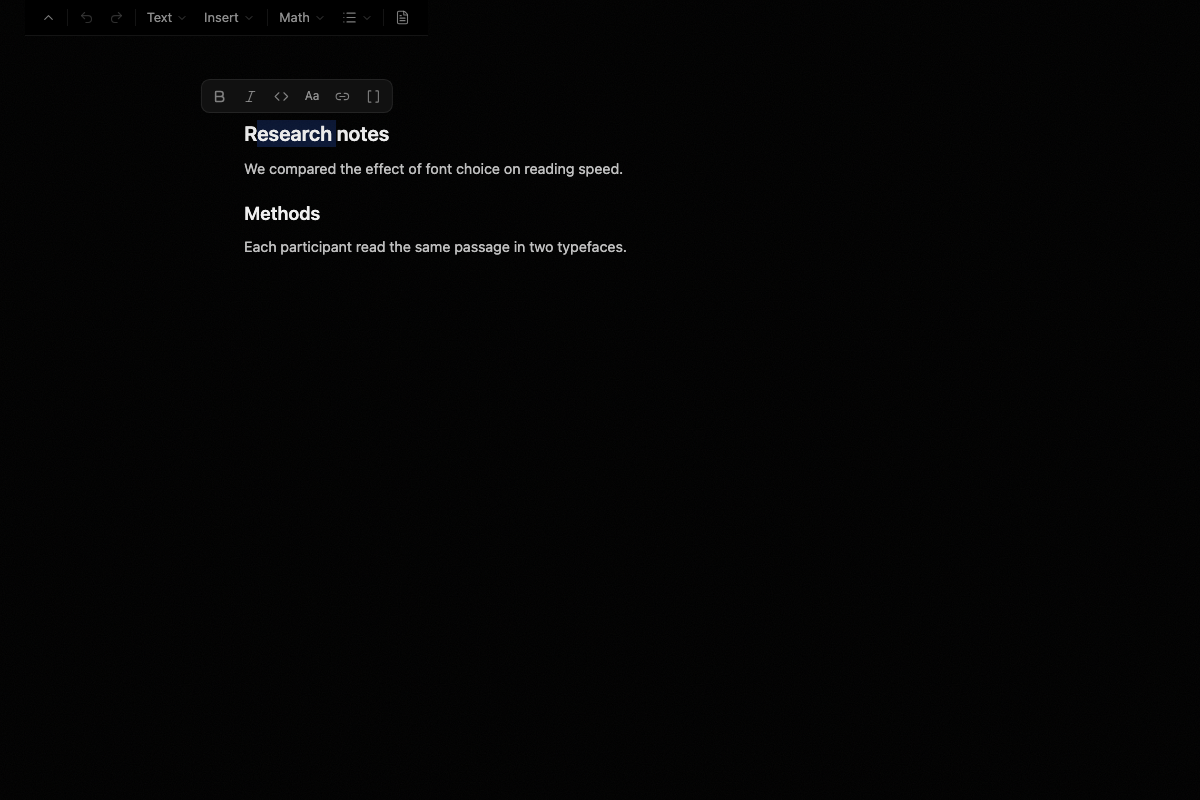 Text Insert Math
B I <> Aa []
Research notes
We compared the effect of font choice on reading speed.
Methods
Each participant read the same passage in two typefaces.